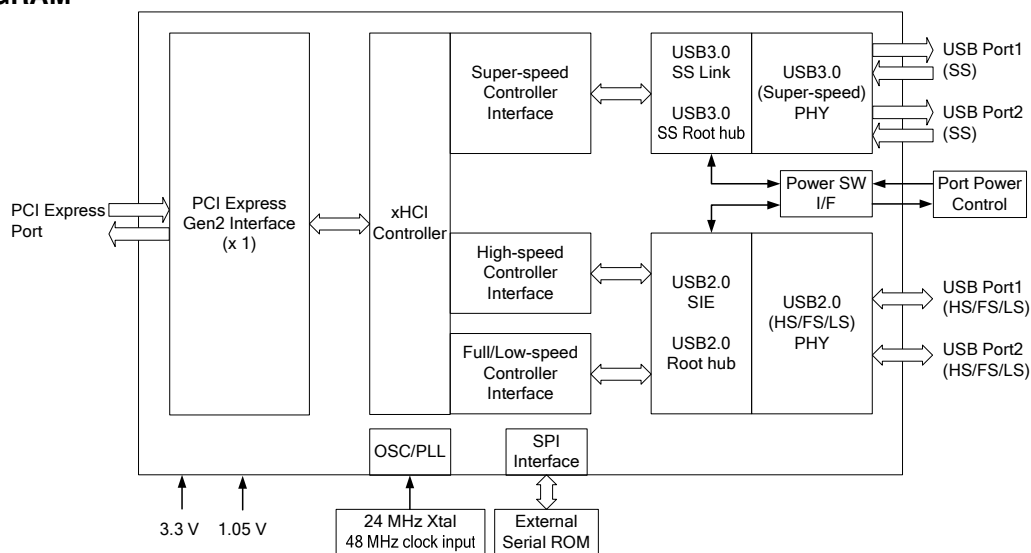 USB3.0
SS Link
USB3.0
SS Root hub
USB3.0
(Super-speed)
PHY
USB Port1
(SS)
USB Port2
(SS)
Super-speed
Controller
Interface
Power SW
I/F
Port Power
Control
PCI Express
Port
PCI Express
Gen2 Interface
(x 1)
xHCI
Controller
High-speed
Controller
Interface
USB2.0
SIE
USB2.0
Root hub
USB2.0
(HS/FS/LS)
PHY
USB Port1
(HS/FS/LS)
USB Port2
(HS/FS/LS)
Full/Low-speed
Controller
Interface
OSC/PLL
SPI
Interface
3.3 V
1.05 V
24 MHz Xtal
48 MHz clock input
External
Serial ROM